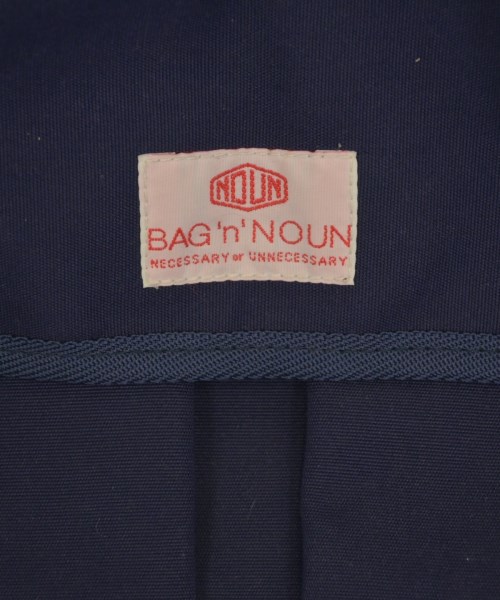 NOUN
BAG 'n' NOUN
NECESSARY or UNNECESSARY